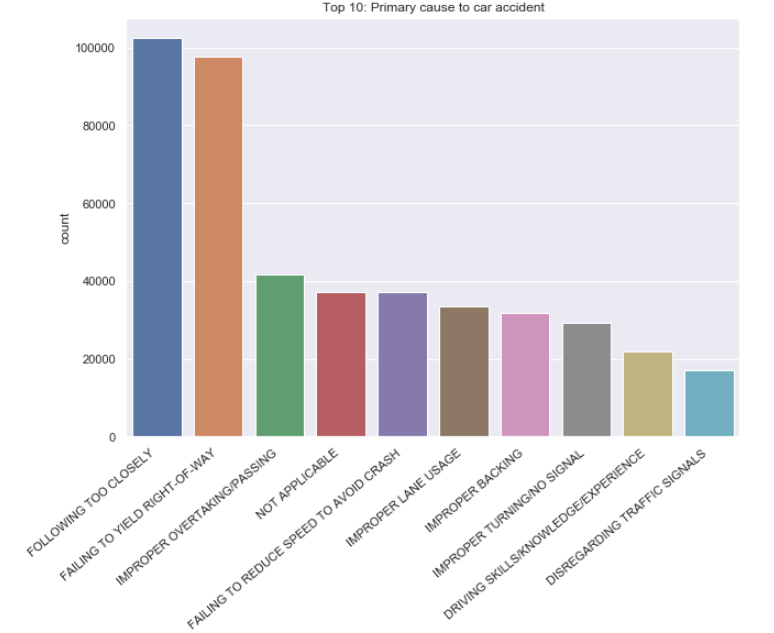 Top 10: Primary cause to car accident
count
100000
80000
60000
40000
20000
0
FOLLOWING TOO CLOSELY
FAILING TO YIELD RIGHT-OF-WAY
IMPROPER OVERTAKING/PASSING
NOT APPLICABLE
FAILING TO REDUCE SPEED TO AVOID CRASH
IMPROPER LANE USAGE
IMPROPER BACKING
IMPROPER TURNING/NO SIGNAL
DRIVING SKILLS/KNOWLEDGE/EXPERIENCE
DISREGARDING TRAFFIC SIGNALS